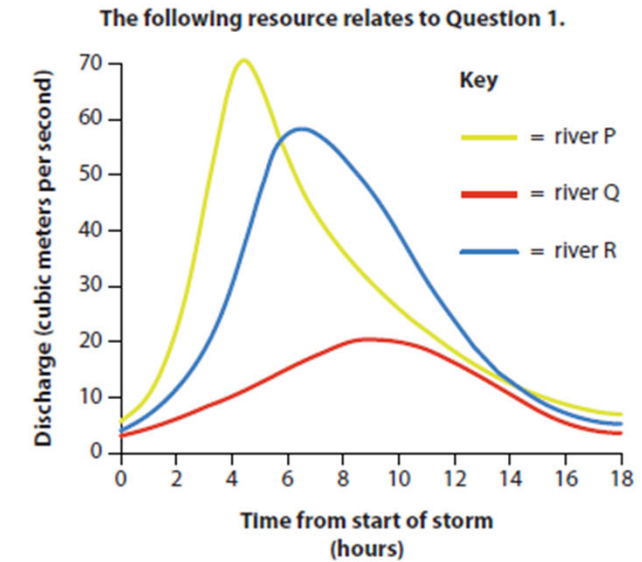 The following resource relates to Question 1.
Discharge (cubic meters per second)
70
60
50
40
30
20
10
0
Key
= river P
= river Q
= river R
0 2 4 6 8 10 12 14 16 18
Time from start of storm
(hours)